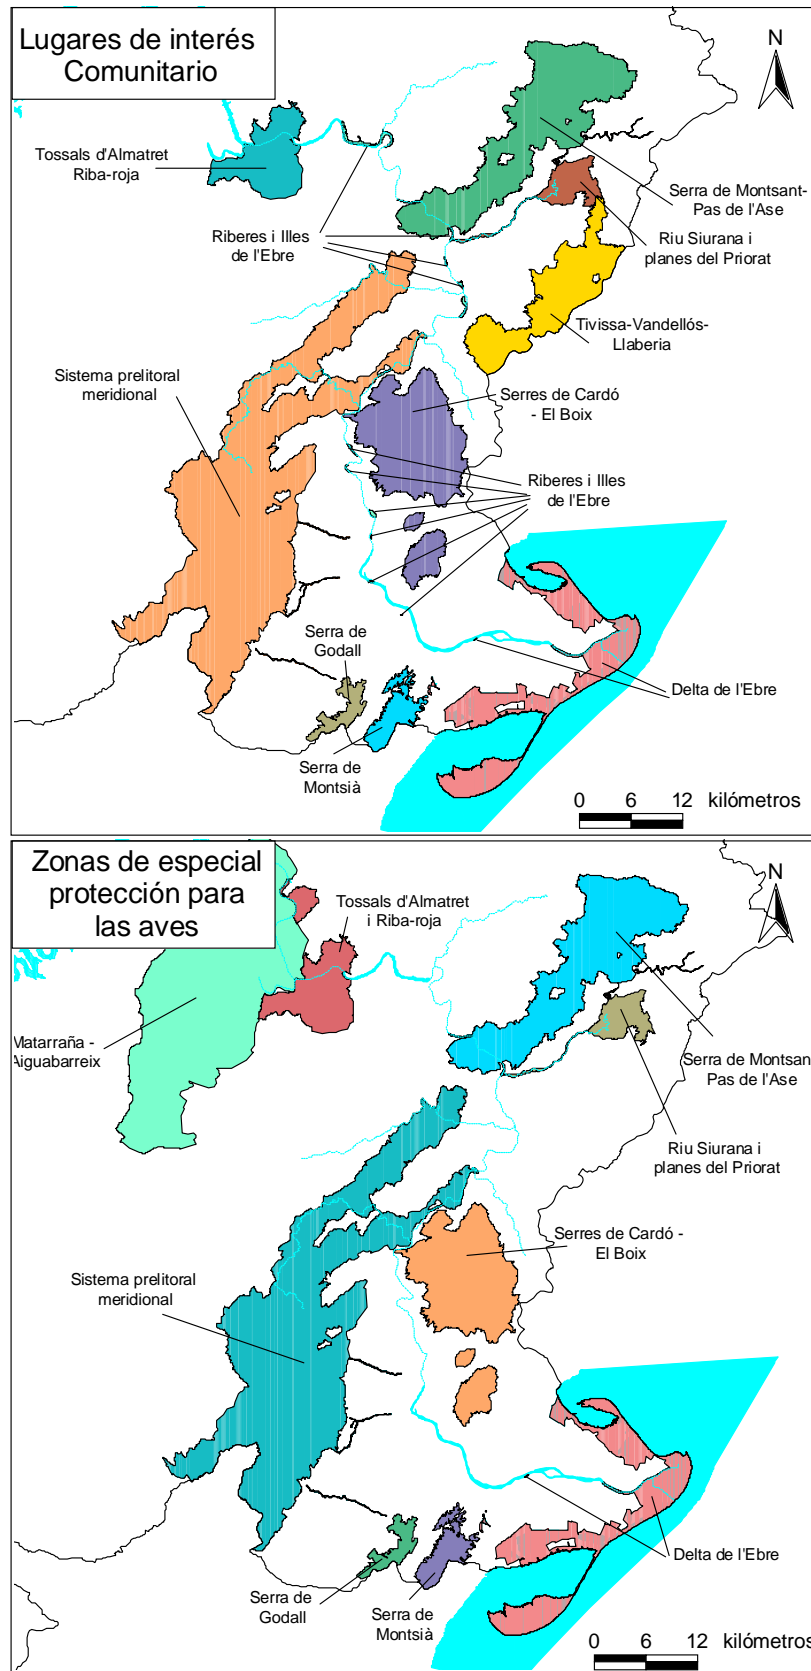 Lugares de interés
Comunitario
N
Tossals d'Almatret
Riba-roja
Serra de Montsant-
Pas de l'Ase
Riberes i Illes
de l'Ebre
Riu Siurana i
planes del Priorat
Tivissa-Vandellós-
Llaberia
Sistema prelitoral
meridional
Serres de Cardó
- El Boix
Riberes i Illes
de l'Ebre
Serra de
Godall
Delta de l'Ebre
Serra de
Montsià
0 6 12 kilómetros
Zonas de especial
protección para
las aves
N
Tossals d'Almatret
i Riba-roja
Matarraña -
Aiguabarreix
Serra de Montsan
Pas de l'Ase
Riu Siurana i
planes del Priorat
Serres de Cardó -
El Boix
Sistema prelitoral
meridional
Delta de l'Ebre
Serra de
Godall
Serra de
Montsià
0 6 12 kilómetros